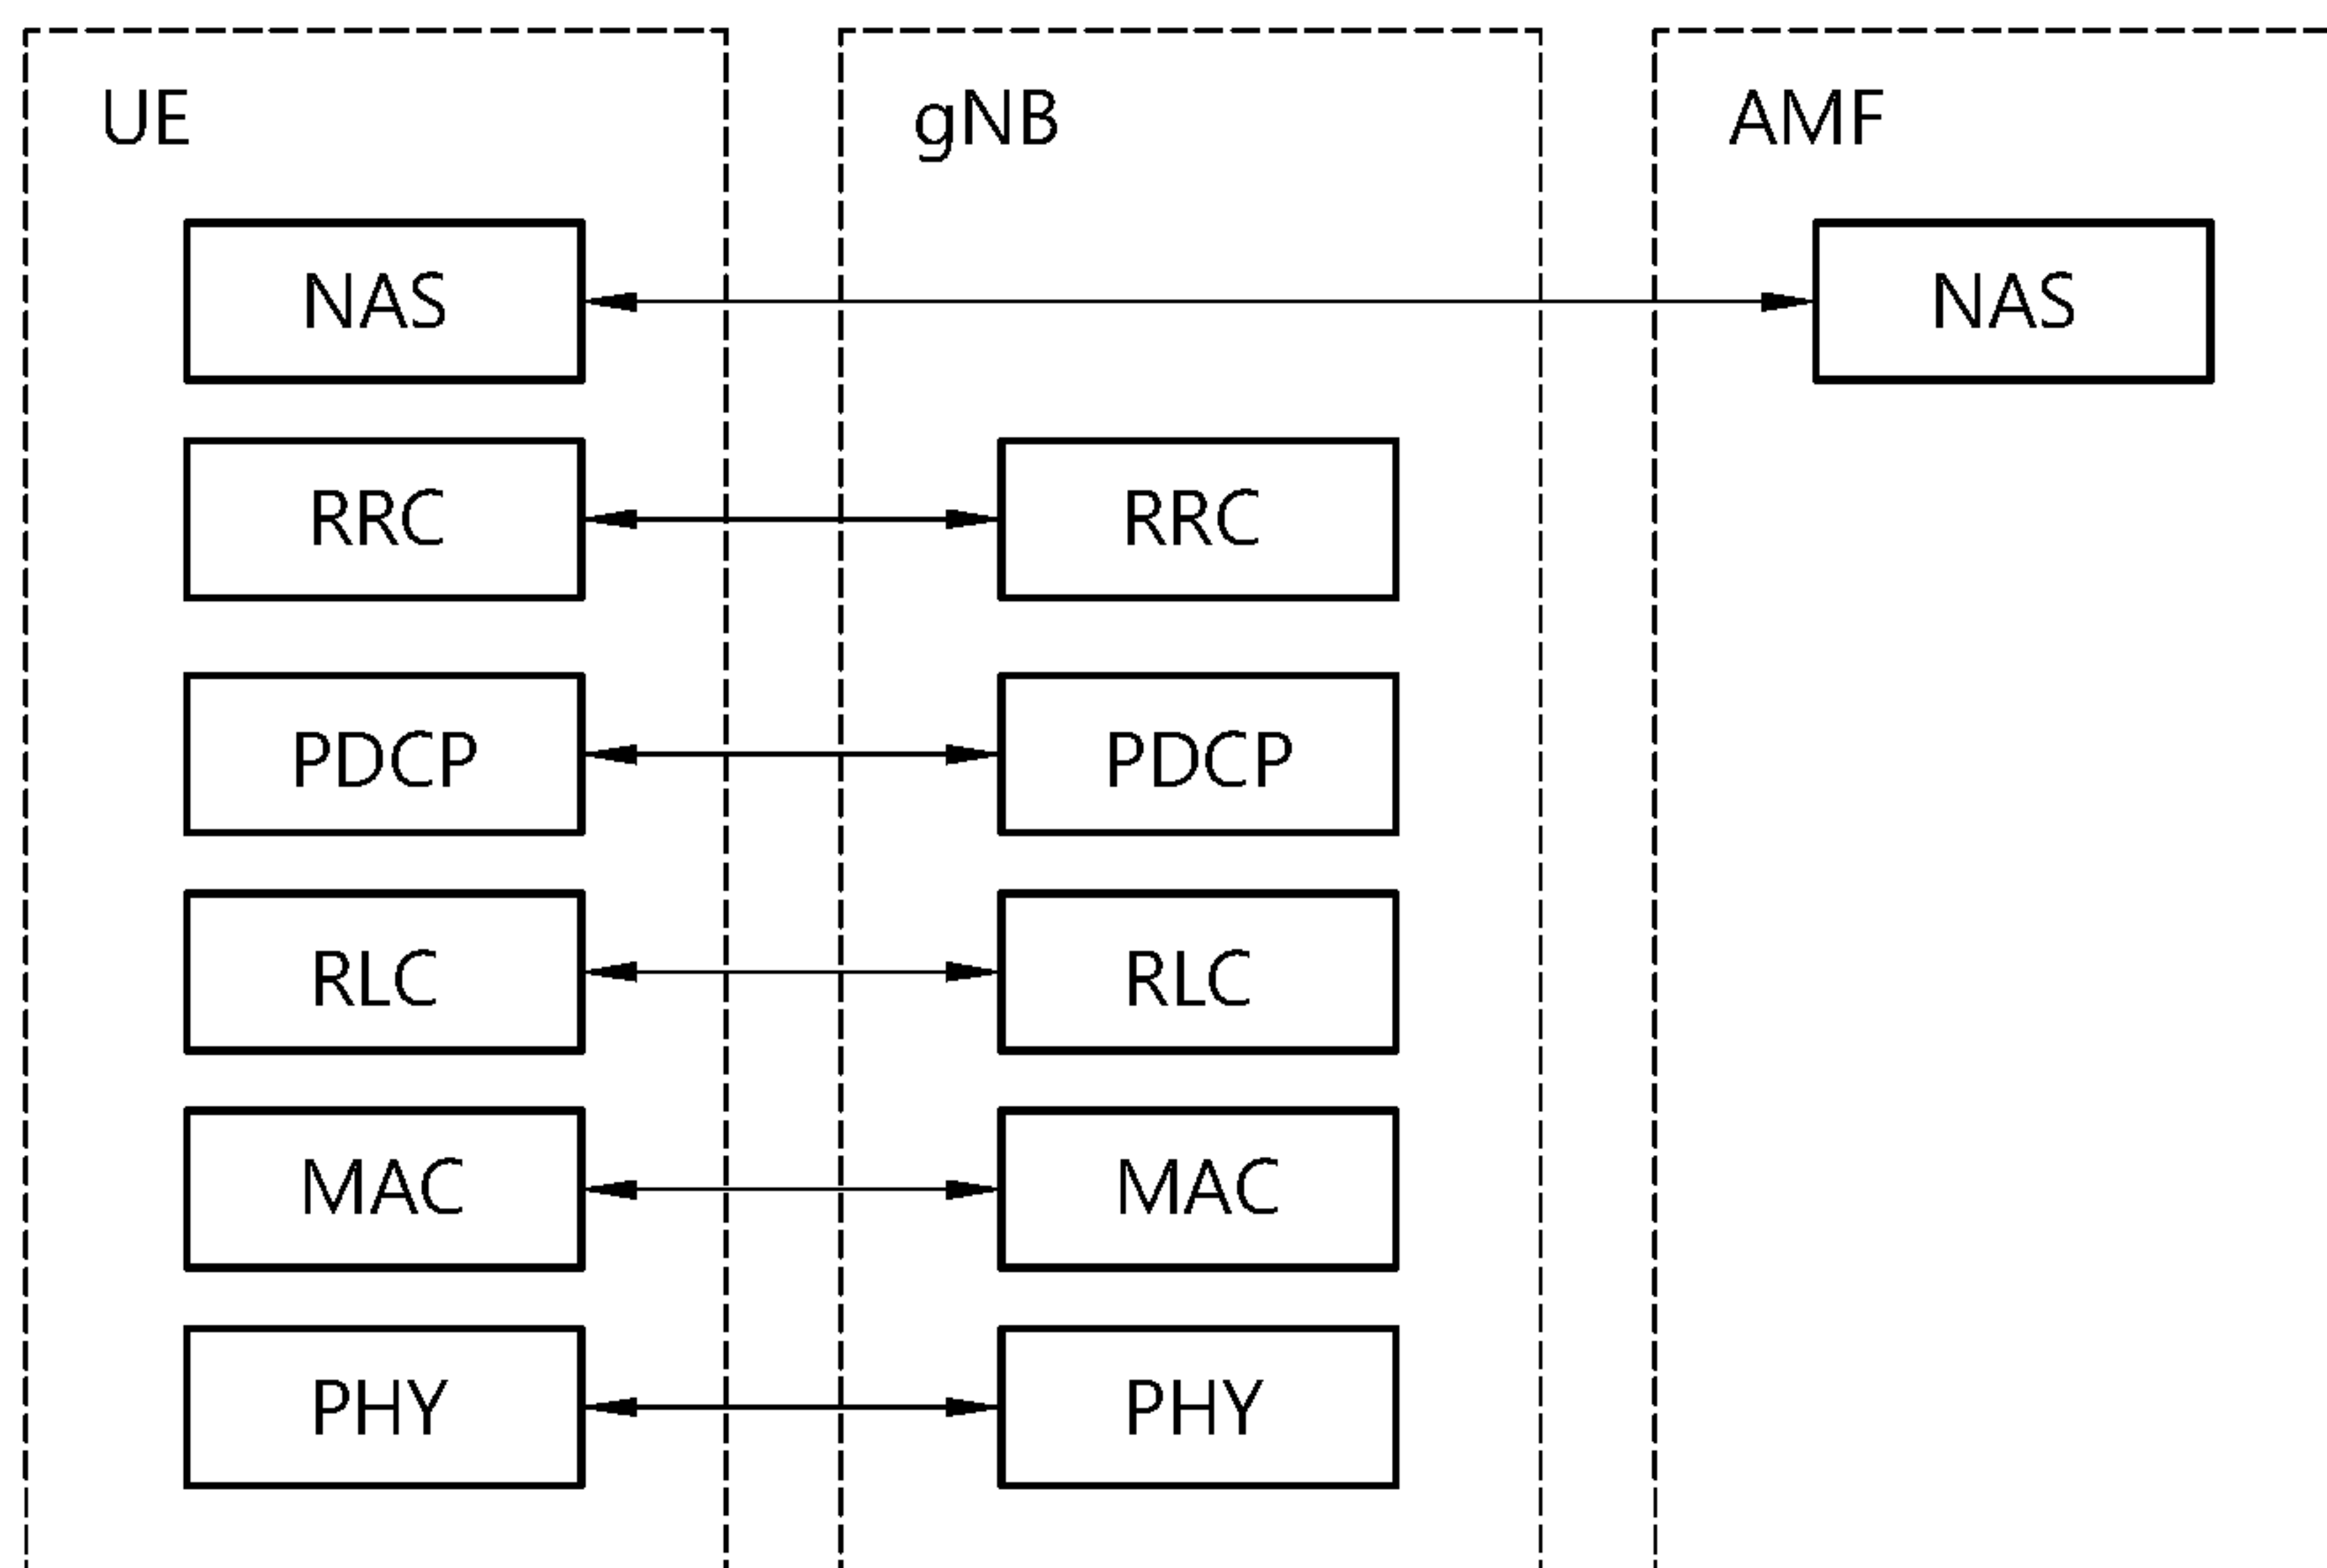 UE gNB AMF
NAS NAS
RRC RRC
PDCP PDCP
RLC RLC
MAC MAC
PHY PHY